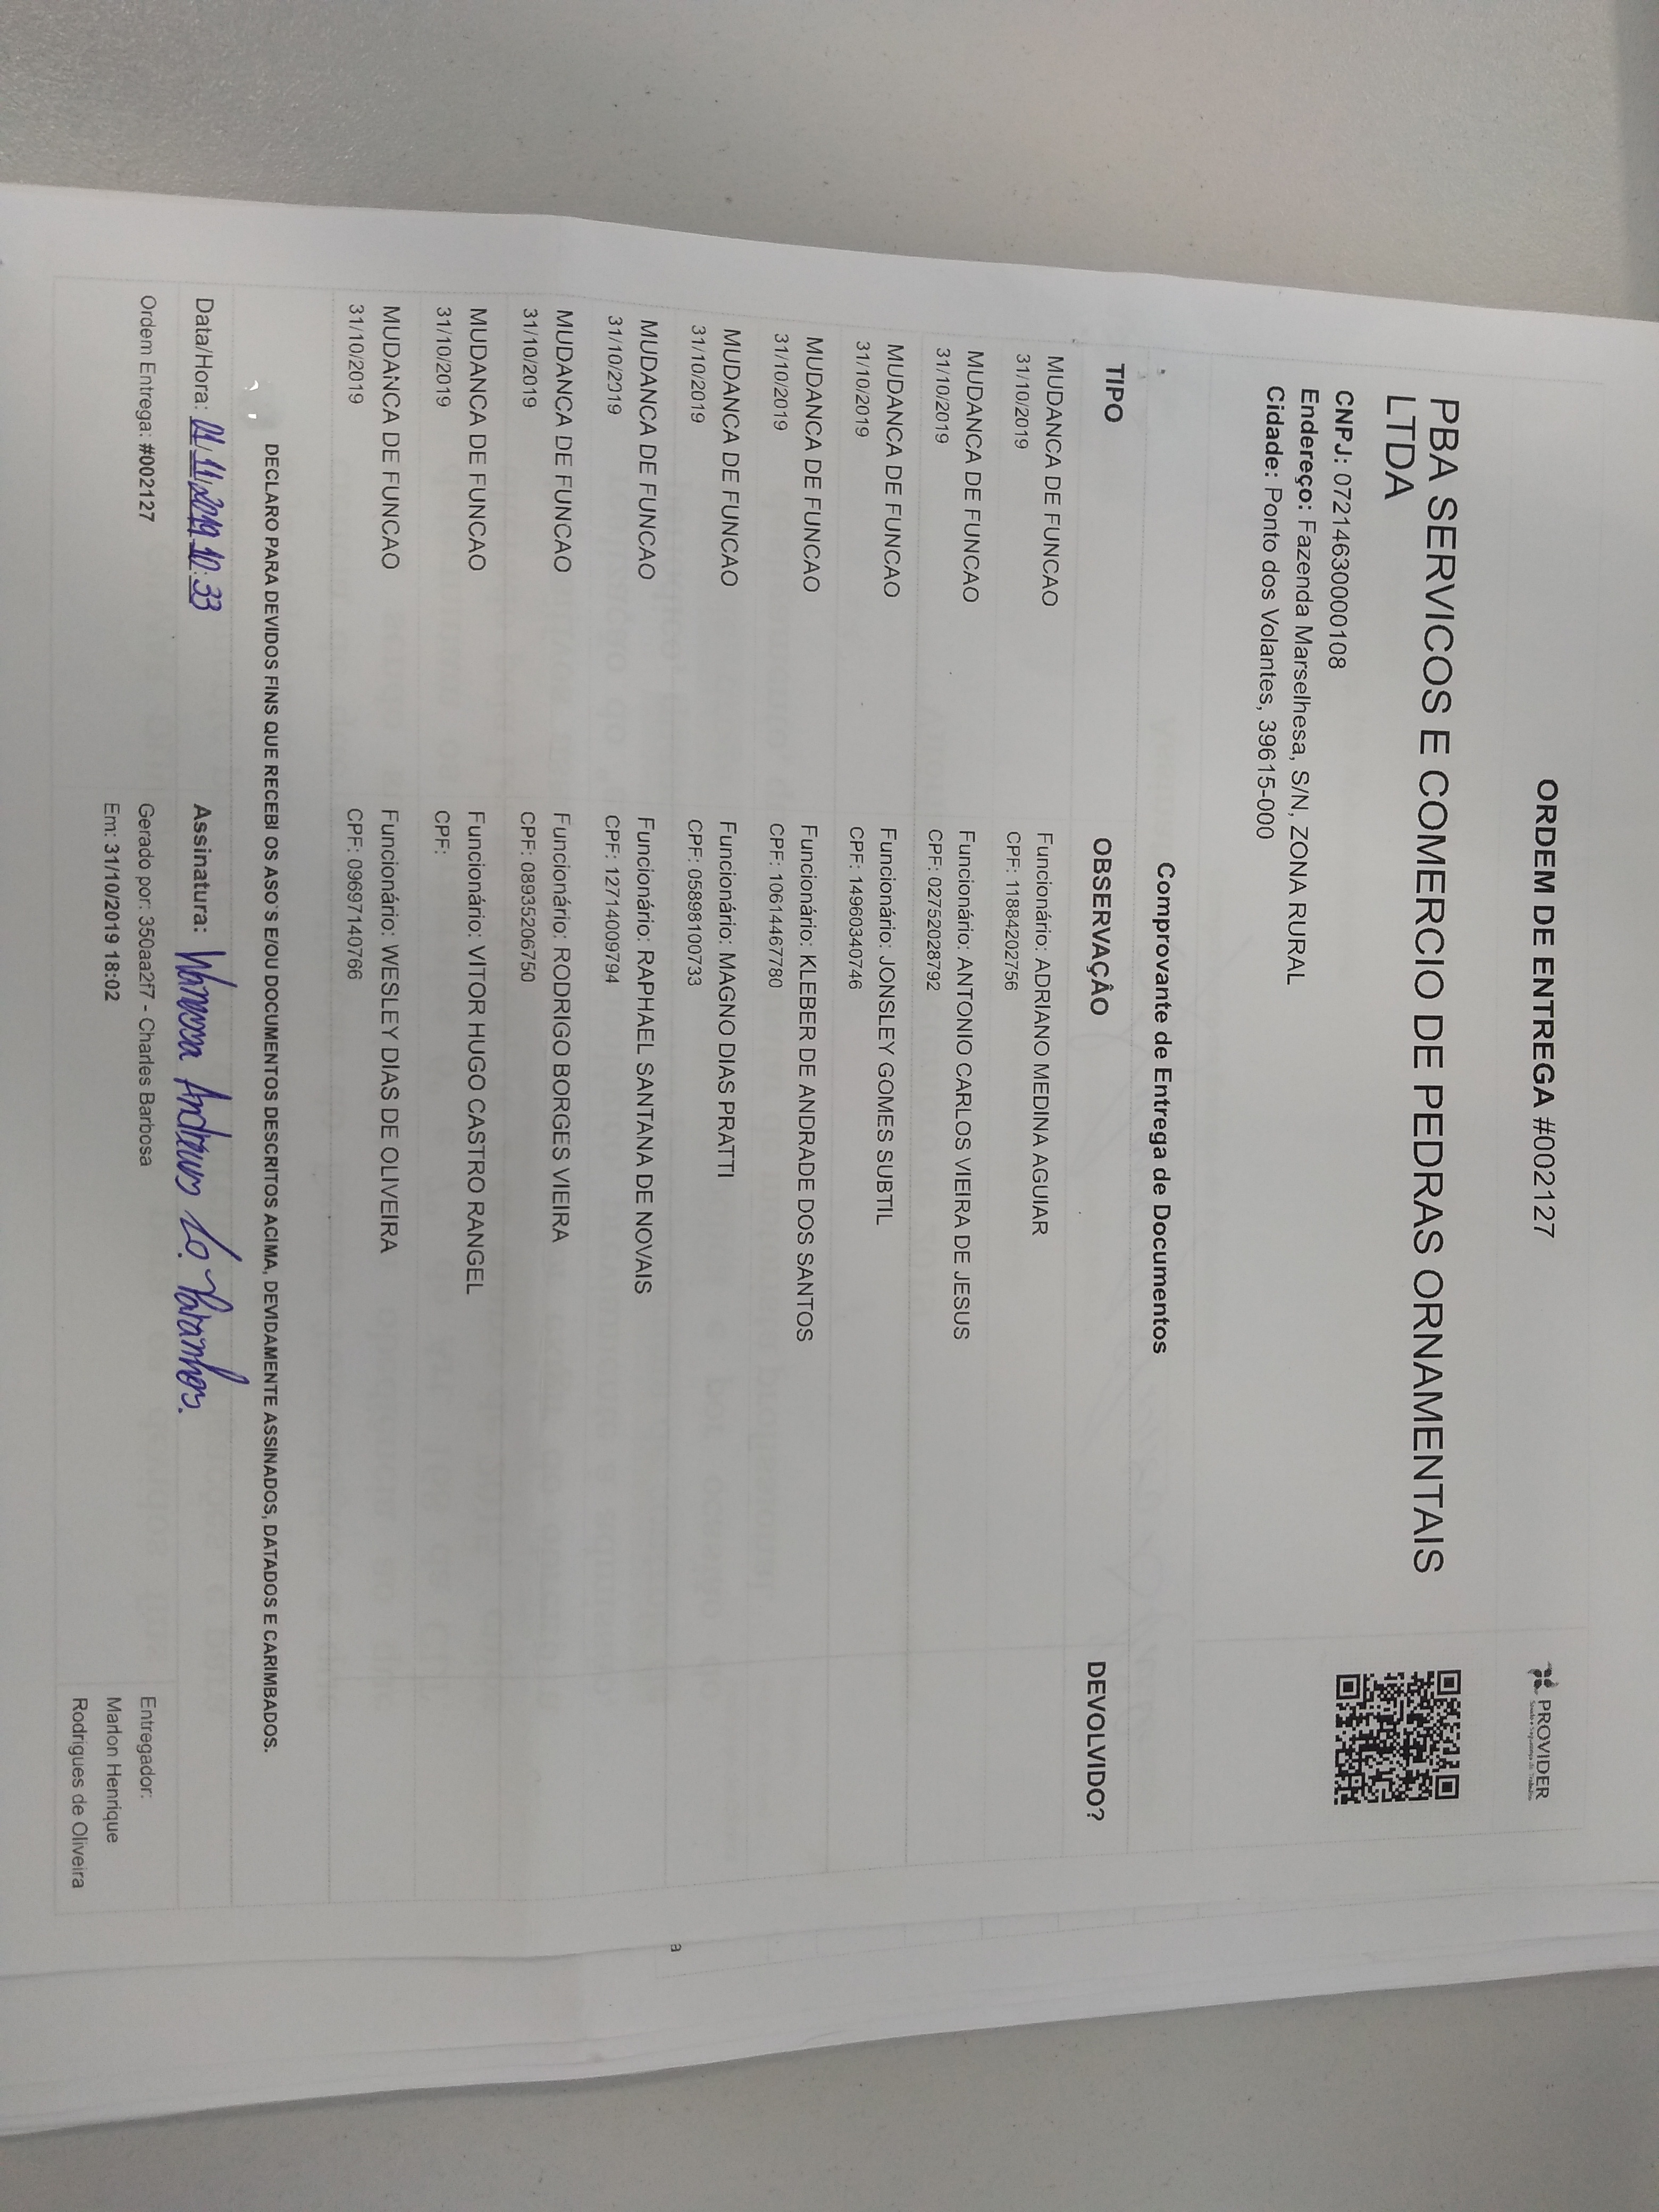 ORDEM DE ENTREGA #002127
PROVIDER
PBA SERVICOS E COMERCIO DE PEDRAS ORNAMENTAIS
LTDA
CNPJ: 07214630000108
Endereço: Fazenda Marselhesa, S/N, ZONA RURAL
Cidade: Ponto dos Volantes, 39615-000
Comprovante de Entrega de Documentos
TIPO OBSERVAÇÃO DEVOLVIDO?
MUDANCA DE FUNCAO Funcionário: ADRIANO MEDINA AGUIAR
31/10/2019 CPF: 11884202756
MUDANCA DE FUNCAO Funcionário: ANTONIO CARLOS VIEIRA DE JESUS
31/10/2019 CPF: 02752028792
MUDANCA DE FUNCAO Funcionário: JONSLEY GOMES SUBTIL
31/10/2019 CPF: 14960340746
MUDANCA DE FUNCAO Funcionário: KLEBER DE ANDRADE DOS SANTOS
31/10/2019 CPF: 10614467780
MUDANCA DE FUNCAO Funcionário: MAGNO DIAS PRATTI
31/10/2019 CPF: 05898100733
MUDANCA DE FUNCAO Funcionário: RAPHAEL SANTANA DE NOVAIS
31/10/2019 CPF: 12714009794
MUDANCA DE FUNCAO Funcionário: RODRIGO BORGES VIEIRA
31/10/2019 CPF: 08935206750
MUDANCA DE FUNCAO Funcionário: VITOR HUGO CASTRO RANGEL
31/10/2019 CPF:
MUDANCA DE FUNCAO Funcionário: WESLEY DIAS DE OLIVEIRA
31/10/2019 CPF: 09697140766
DECLARO PARA DEVIDOS FINS QUE RECEBI OS ASO`S E/OU DOCUMENTOS DESCRITOS ACIMA, DEVIDAMENTE ASSINADOS, DATADOS E CARIMBADOS.
Data/Hora: 01/11/2019 10:33 Assinatura: Paranhos.
Ordem Entrega: #002127 Gerado por: 350aa2f7 - Charles Barbosa Entregador:
Em: 31/10/2019 18:02 Marlon Henrique
Rodrigues de Oliveira
a